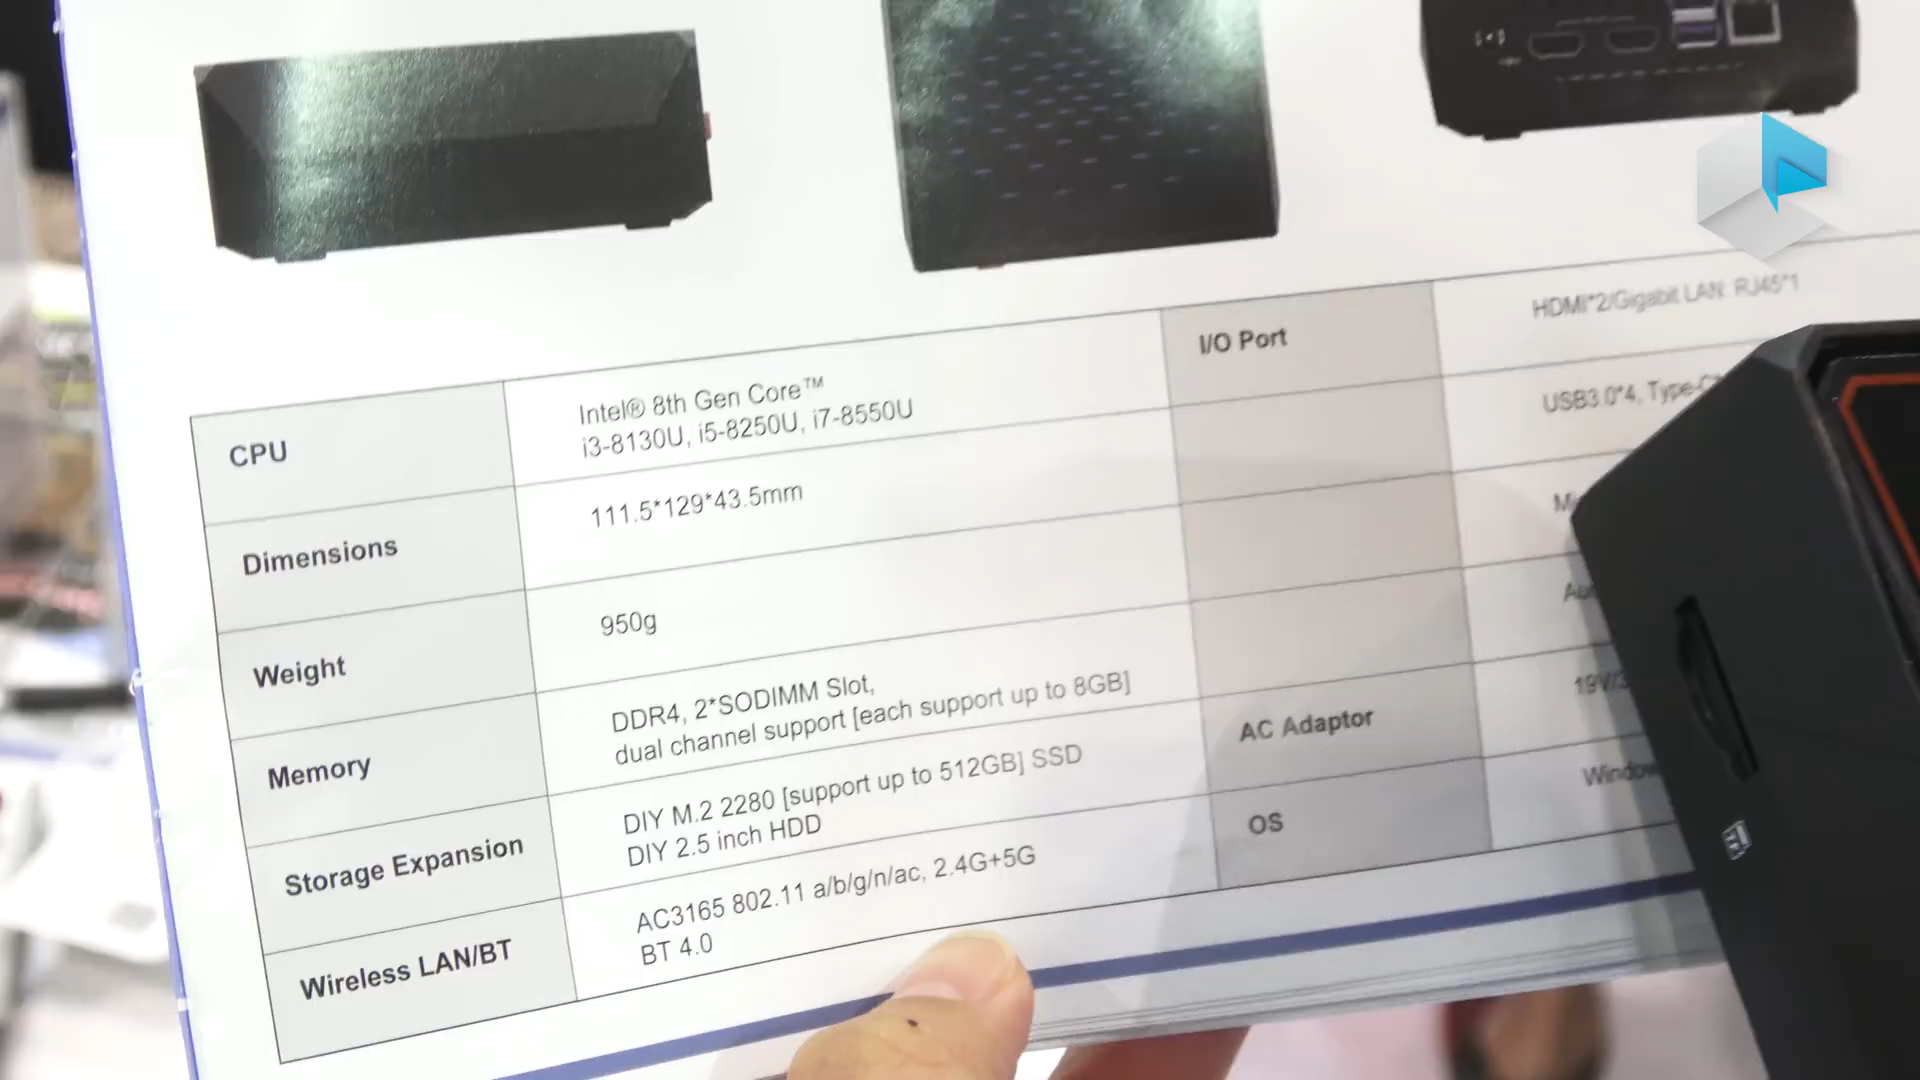 CPU
Intel® 8th Gen Core™
i3-8130U, i5-8250U, i7-8550U
Dimensions
111.5*129*43.5mm
Weight
950g
Memory
DDR4, 2*SODIMM Slot,
dual channel support [each support up to 8GB]
Storage Expansion
DIY M.2 2280 [support up to 512GB] SSD
DIY 2.5 inch HDD
Wireless LAN/BT
AC3165 802.11 a/b/g/n/ac, 2.4G+5G
BT 4.0
I/O Port
HDMI*2/Gigabit LAN: RJ45*1
USB3.0*4,
AC Adaptor
OS